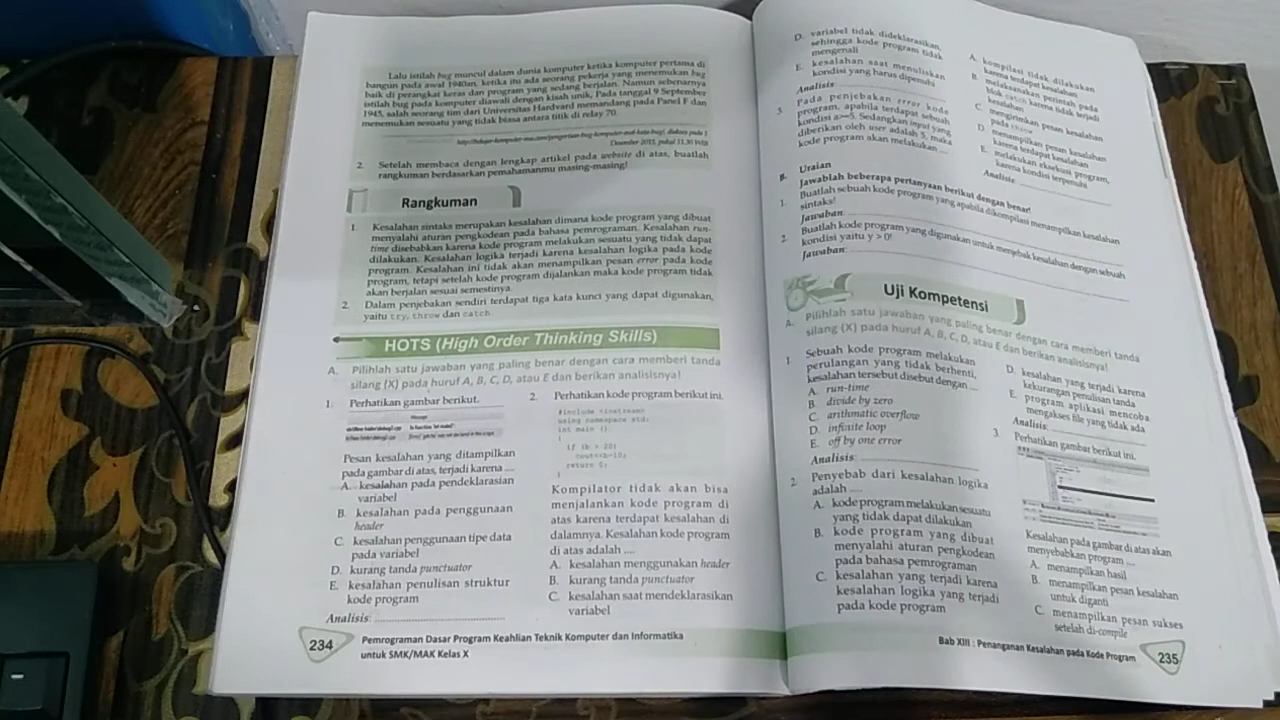 Lalu istilah bug muncul dalam dunia komputer ketika komputer pertama di
bangun pada awal 1940an, ketika itu ada seorang pekerja yang menemukan bug
baik di perangkat keras dan program yang sedang berjalan. Namun sebenarnya
istilah bug pada komputer diawali dengan kisah unik, Pada tanggal 9 September
1945, salah seorang tim dari Universitas Hardvard memandang pada Panel F dan
menemukan sesuatu yang tidak biasa antara titik di relay 70.
Desember 2015, pukul 11.30 WIB
2. Setelah membaca dengan lengkap artikel pada website di atas, buatlah
rangkuman berdasarkan pemahamanmu masing-masing!
Rangkuman
1. Kesalahan sintaks merupakan kesalahan dimana kode program yang dibuat
menyalahi aturan pengkodean pada bahasa pemrograman. Kesalahan run-
time disebabkan karena kode program melakukan sesuatu yang tidak dapat
dilakukan. Kesalahan logika terjadi karena kesalahan logika pada kode
program. Kesalahan ini tidak akan menampilkan pesan error pada kode
program, tetapi setelah kode program dijalankan maka kode program tidak
akan berjalan sesuai semestinya.
2. Dalam penjebakan sendiri terdapat tiga kata kunci yang dapat digunakan,
yaitu try, throw dan catch.
HOTS (High Order Thinking Skills)
A. Pilihlah satu jawaban yang paling benar dengan cara memberi tanda
silang (X) pada huruf A, B, C, D, atau E dan berikan analisisnya!
1. Perhatikan gambar berikut.
Message
Pesan kesalahan yang ditampilkan
pada gambar di atas, terjadi karena ....
A. kesalahan pada pendeklarasian
variabel
B. kesalahan pada penggunaan
header
C. kesalahan penggunaan tipe data
pada variabel
D. kurang tanda punctuator
E. kesalahan penulisan struktur
kode program
Analisis:
2. Perhatikan kode program berikut ini.
#include <iostream>
using namespace std;
int main ()
{
if (b > 20)
cout<<b-10;
return 0;
}
Kompilator tidak akan bisa
menjalankan kode program di
atas karena terdapat kesalahan di
dalamnya. Kesalahan kode program
di atas adalah ....
A. kesalahan menggunakan header
B. kurang tanda punctuator
C. kesalahan saat mendeklarasikan
variabel
234 Pemrograman Dasar Program Keahlian Teknik Komputer dan Informatika
untuk SMK/MAK Kelas X
D. variabel tidak dideklarasikan,
sehingga kode program tidak
mengenali
E. kesalahan saat menuliskan
kondisi yang harus dipenuhi
Analisis:
3. Pada penjebakan error kode
program, apabila terdapat sebuah
kondisi a>=5. Sedangkan input yang
diberikan oleh user adalah 5, maka
kode program akan melakukan ....
A. kompilasi tidak dilakukan
karena terdapat kesalahan
B. melaksanakan perintah pada
blok catch karena tidak terjadi
kesalahan
C. mengirimkan pesan kesalahan
pada throw
D. menampilkan pesan kesalahan
karena terdapat kesalahan
E. melakukan eksekusi program,
karena kondisi terpenuhi
Analisis:
B. Uraian
Jawablah beberapa pertanyaan berikut dengan benar!
1. Buatlah sebuah kode program yang apabila dikompilasi menampilkan kesalahan
sintaks!
Jawaban:
2. Buatlah kode program yang digunakan untuk menjebak kesalahan dengan sebuah
kondisi yaitu y > 0!
Jawaban:
Uji Kompetensi
A. Pilihlah satu jawaban yang paling benar dengan cara memberi tanda
silang (X) pada huruf A, B, C, D, atau E dan berikan analisisnya!
1. Sebuah kode program melakukan
perulangan yang tidak berhenti,
kesalahan tersebut disebut dengan ....
A. run-time
B. divide by zero
C. arithmatic overflow
D. infinite loop
E. off by one error
Analisis:
2. Penyebab dari kesalahan logika
adalah ....
A. kode program melakukan sesuatu
yang tidak dapat dilakukan
B. kode program yang dibuat
menyalahi aturan pengkodean
pada bahasa pemrograman
C. kesalahan yang terjadi karena
kesalahan logika yang terjadi
pada kode program
D. kesalahan yang terjadi karena
kekurangan penulisan tanda
E. program aplikasi mencoba
mengakses file yang tidak ada
Analisis:
3. Perhatikan gambar berikut ini.
Kesalahan pada gambar di atas akan
menyebabkan program ....
A. menampilkan hasil
B. menampilkan pesan kesalahan
untuk diganti
C. menampilkan pesan sukses
setelah di-compile
Bab XIII : Penanganan Kesalahan pada Kode Program 235